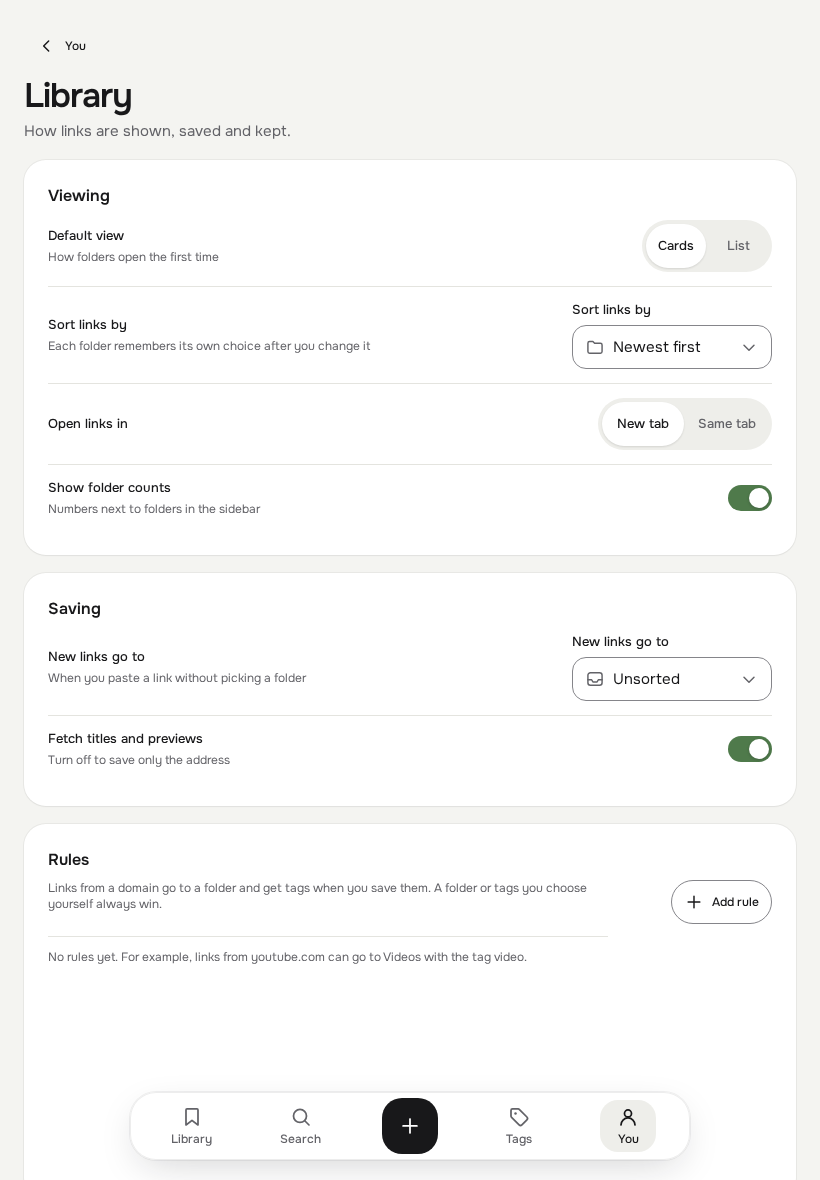 You
Library
How links are shown, saved and kept.
Viewing
Default view
How folders open the first time
Cards
List
Sort links by
Each folder remembers its own choice after you change it
Sort links by
Newest first
Open links in
New tab
Same tab
Show folder counts
Numbers next to folders in the sidebar
Saving
New links go to
When you paste a link without picking a folder
New links go to
Unsorted
Fetch titles and previews
Turn off to save only the address
Rules
Links from a domain go to a folder and get tags when you save them. A folder or tags you choose
yourself always win.
Add rule
No rules yet. For example, links from youtube.com can go to Videos with the tag video.
Library
Search
Tags
You